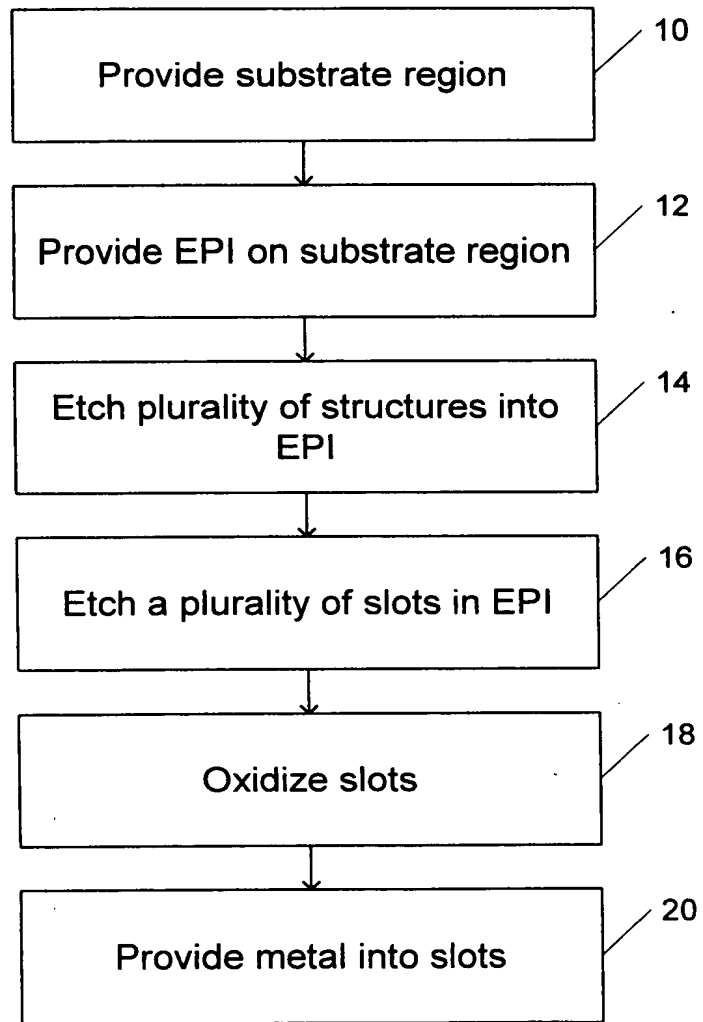 10
Provide substrate region
12
Provide EPI on substrate region
14
Etch plurality of structures into
EPI
16
Etch a plurality of slots in EPI
18
Oxidize slots
20
Provide metal into slots